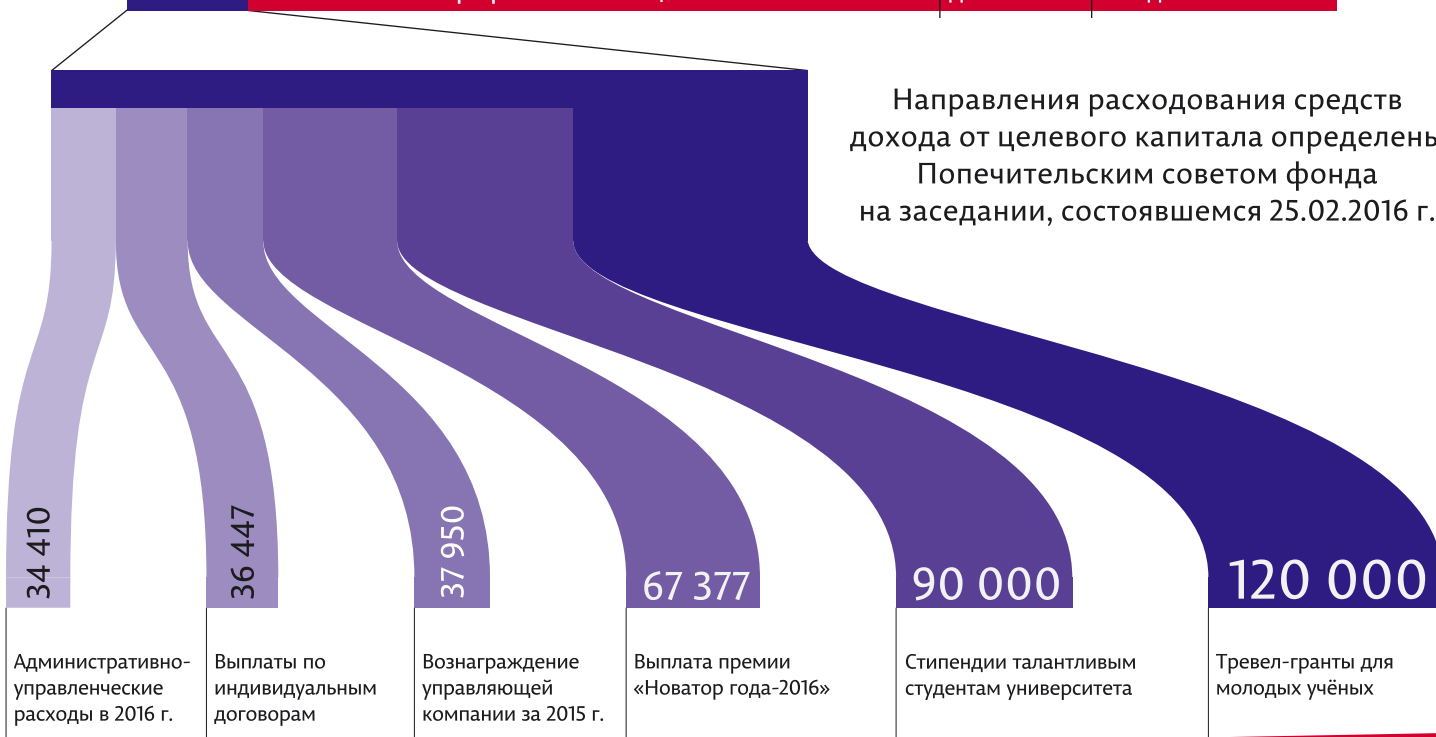 Направления расходования средств
дохода от целевого капитала определены
Попечительским советом фонда
на заседании, состоявшемся 25.02.2016 г.
34 410
36 447
37 950
67 377
90 000
120 000
Административно-
управленческие
расходы в 2016 г.
Выплаты по
индивидуальным
договорам
Вознаграждение
управляющей
компании за 2015 г.
Выплата премии
«Новатор года-2016»
Стипендии талантливым
студентам университета
Тревел-гранты для
молодых учёных